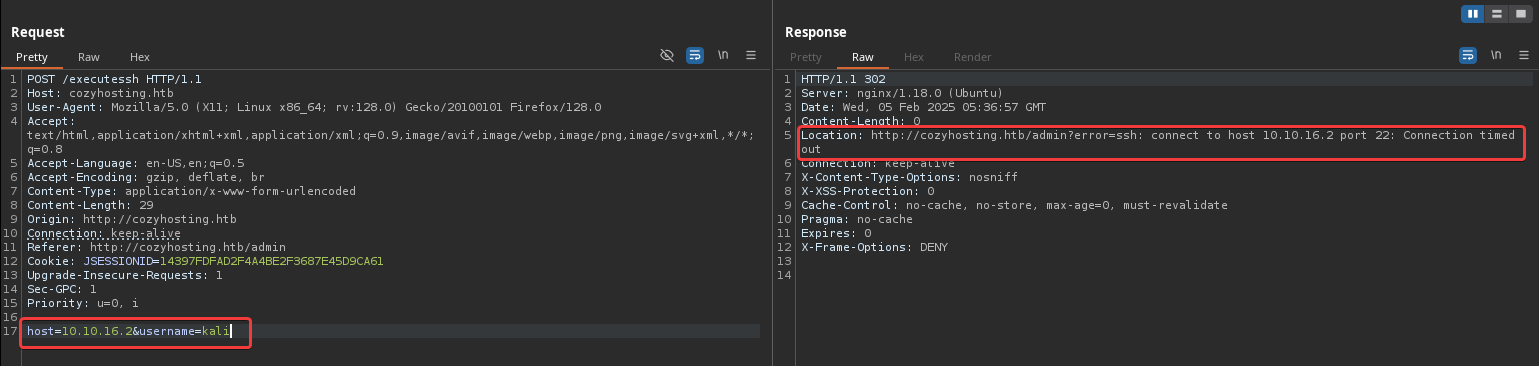 Request
Pretty Raw Hex \n
1 POST /executessh HTTP/1.1
2 Host: cozyhosting.htb
3 User-Agent: Mozilla/5.0 (X11; Linux x86_64; rv:128.0) Gecko/20100101 Firefox/128.0
4 Accept:
text/html,application/xhtml+xml,application/xml;q=0.9,image/avif,image/webp,image/png,image/svg+xml,*/*;
q=0.8
5 Accept-Language: en-US,en;q=0.5
6 Accept-Encoding: gzip, deflate, br
7 Content-Type: application/x-www-form-urlencoded
8 Content-Length: 29
9 Origin: http://cozyhosting.htb
10 Connection: keep-alive
11 Referer: http://cozyhosting.htb/admin
12 Cookie: JSESSIONID=14397FDFAD2F4A4BE2F3687E45D9CA61
13 Upgrade-Insecure-Requests: 1
14 Sec-GPC: 1
15 Priority: u=0, i
16
17 host=10.10.16.2&username=kali
Response
Pretty Raw Hex Render \n
1 HTTP/1.1 302
2 Server: nginx/1.18.0 (Ubuntu)
3 Date: Wed, 05 Feb 2025 05:36:57 GMT
4 Content-Length: 0
5 Location: http://cozyhosting.htb/admin?error=ssh: connect to host 10.10.16.2 port 22: Connection timed
out
6 Connection: keep-alive
7 X-Content-Type-Options: nosniff
8 X-XSS-Protection: 0
9 Cache-Control: no-cache, no-store, max-age=0, must-revalidate
10 Pragma: no-cache
11 Expires: 0
12 X-Frame-Options: DENY
13
14